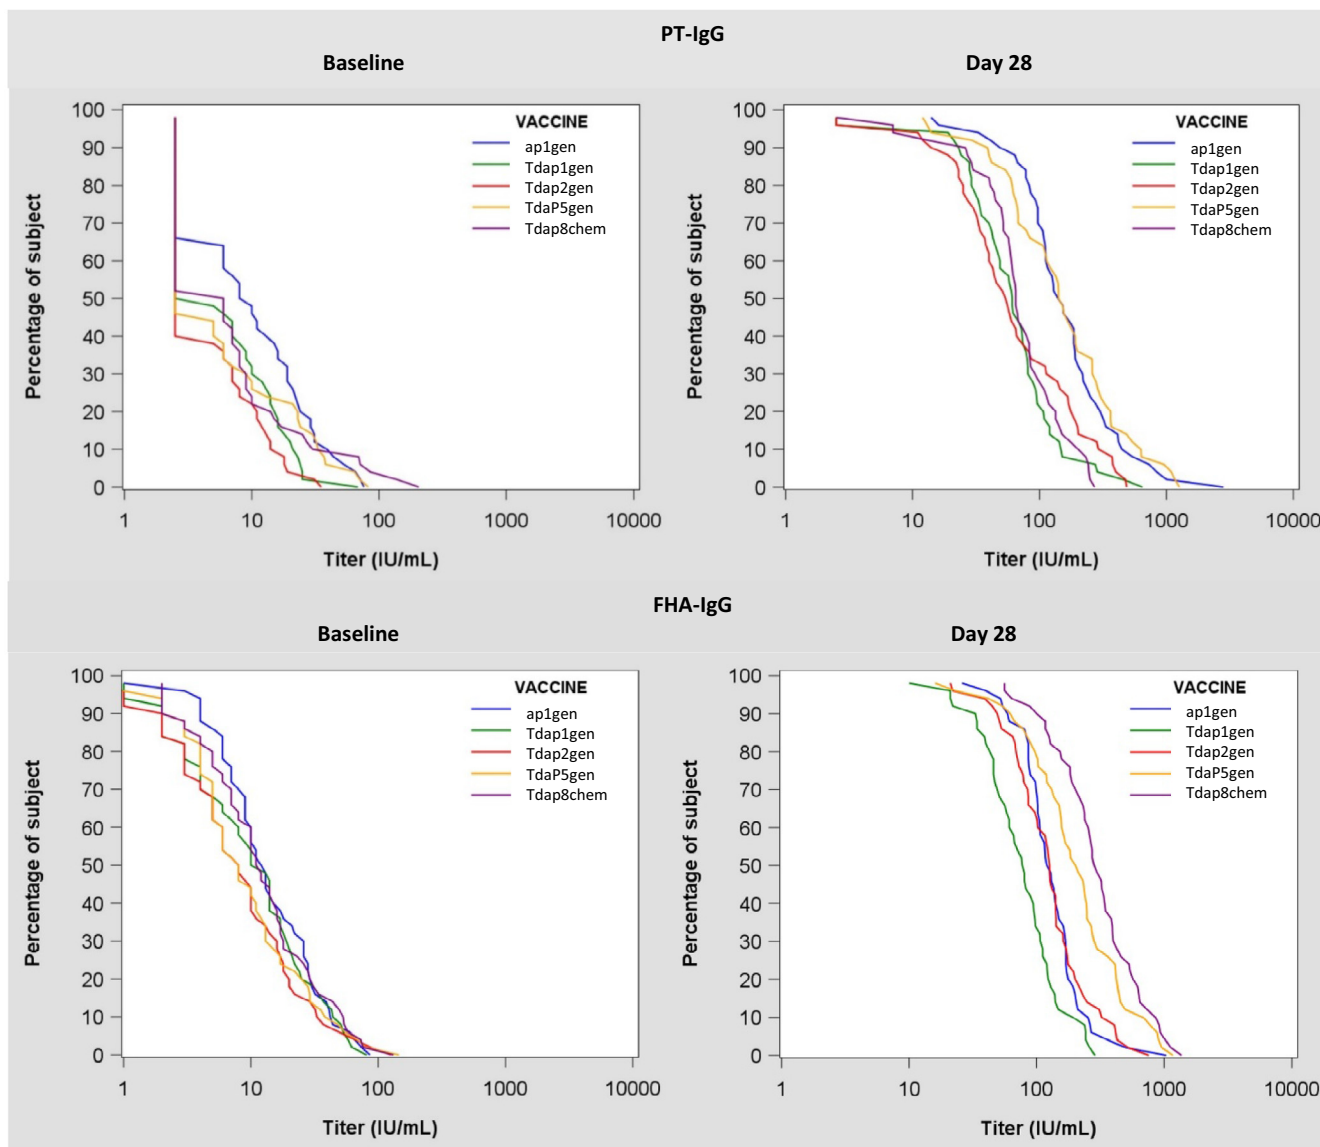 PT-IgG
Baseline
Day 28
100
90
80
70
60
50
40
30
20
10
0
Percentage of subject
VACCINE
ap1gen
Tdap1gen
Tdap2gen
TdaP5gen
Tdap8chem
1 10 100 1000 10000
Titer (IU/mL)
100
90
80
70
60
50
40
30
20
10
0
Percentage of subject
VACCINE
ap1gen
Tdap1gen
Tdap2gen
TdaP5gen
Tdap8chem
1 10 100 1000 10000
Titer (IU/mL)
FHA-IgG
Baseline
Day 28
100
90
80
70
60
50
40
30
20
10
0
Percentage of subject
VACCINE
ap1gen
Tdap1gen
Tdap2gen
TdaP5gen
Tdap8chem
1 10 100 1000 10000
Titer (IU/mL)
100
90
80
70
60
50
40
30
20
10
0
Percentage of subject
VACCINE
ap1gen
Tdap1gen
Tdap2gen
TdaP5gen
Tdap8chem
1 10 100 1000 10000
Titer (IU/mL)